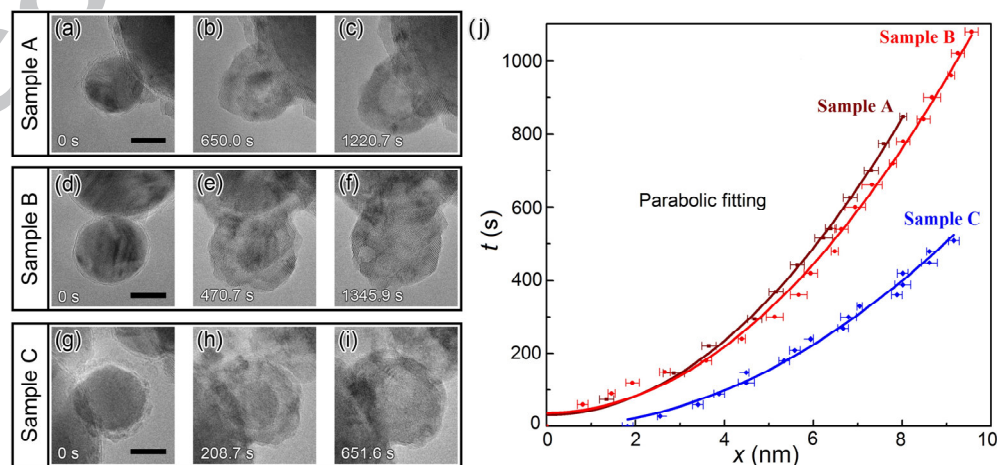 Sample A
(a)
0 s
(b)
650.0 s
(c)
1220.7 s
Sample B
(d)
0 s
(e)
470.7 s
(f)
1345.9 s
Sample C
(g)
0 s
(h)
208.7 s
(i)
651.6 s
(j)
Sample B
Sample A
Parabolic fitting
Sample C
t (s)
1000
800
600
400
200
0
0
2
4
6
8
10
x (nm)